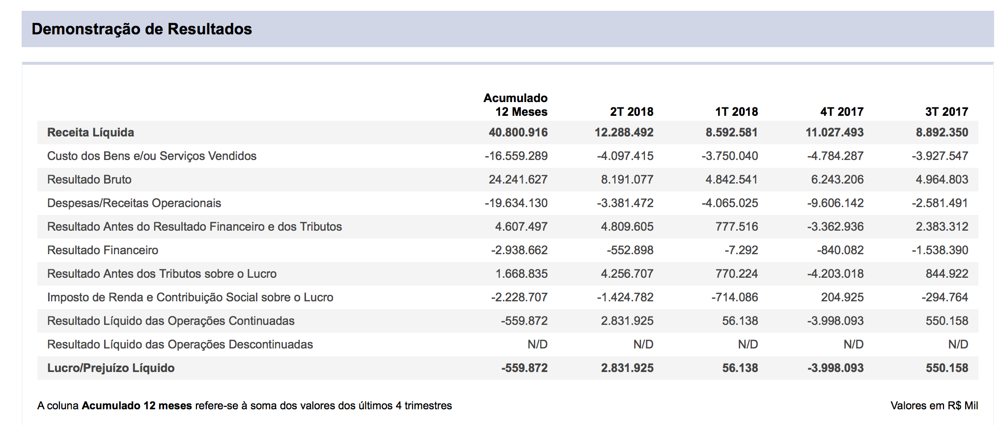 Demonstração de Resultados
Acumulado
12 Meses 2T 2018 1T 2018 4T 2017 3T 2017
Receita Líquida 40.800.916 12.288.492 8.592.581 11.027.493 8.892.350
Custo dos Bens e/ou Serviços Vendidos -16.559.289 -4.097.415 -3.750.040 -4.784.287 -3.927.547
Resultado Bruto 24.241.627 8.191.077 4.842.541 6.243.206 4.964.803
Despesas/Receitas Operacionais -19.634.130 -3.381.472 -4.065.025 -9.606.142 -2.581.491
Resultado Antes do Resultado Financeiro e dos Tributos 4.607.497 4.809.605 777.516 -3.362.936 2.383.312
Resultado Financeiro -2.938.662 -552.898 -7.292 -840.082 -1.538.390
Resultado Antes dos Tributos sobre o Lucro 1.668.835 4.256.707 770.224 -4.203.018 844.922
Imposto de Renda e Contribuição Social sobre o Lucro -2.228.707 -1.424.782 -714.086 204.925 -294.764
Resultado Líquido das Operações Continuadas -559.872 2.831.925 56.138 -3.998.093 550.158
Resultado Líquido das Operações Descontinuadas N/D N/D N/D N/D N/D
Lucro/Prejuízo Líquido -559.872 2.831.925 56.138 -3.998.093 550.158
A coluna Acumulado 12 meses refere-se à soma dos valores dos últimos 4 trimestres Valores em R$ Mil